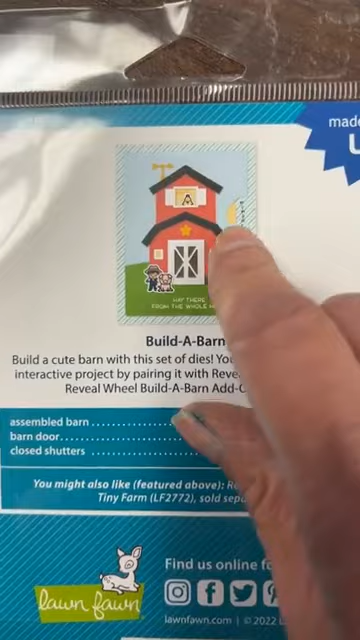 made
U
HAY THERE
FROM THE WHOLE
Build-A-Barn
Build a cute barn with this set of dies! You
interactive project by pairing it with
Reveal Wheel Build-A-Barn Add-
assembled barn
barn door
closed shutters
You might also like (featured above):
Tiny Farm (LF2772), sold
Find us online
lawn fawn
lawnfawn.com | © 2022